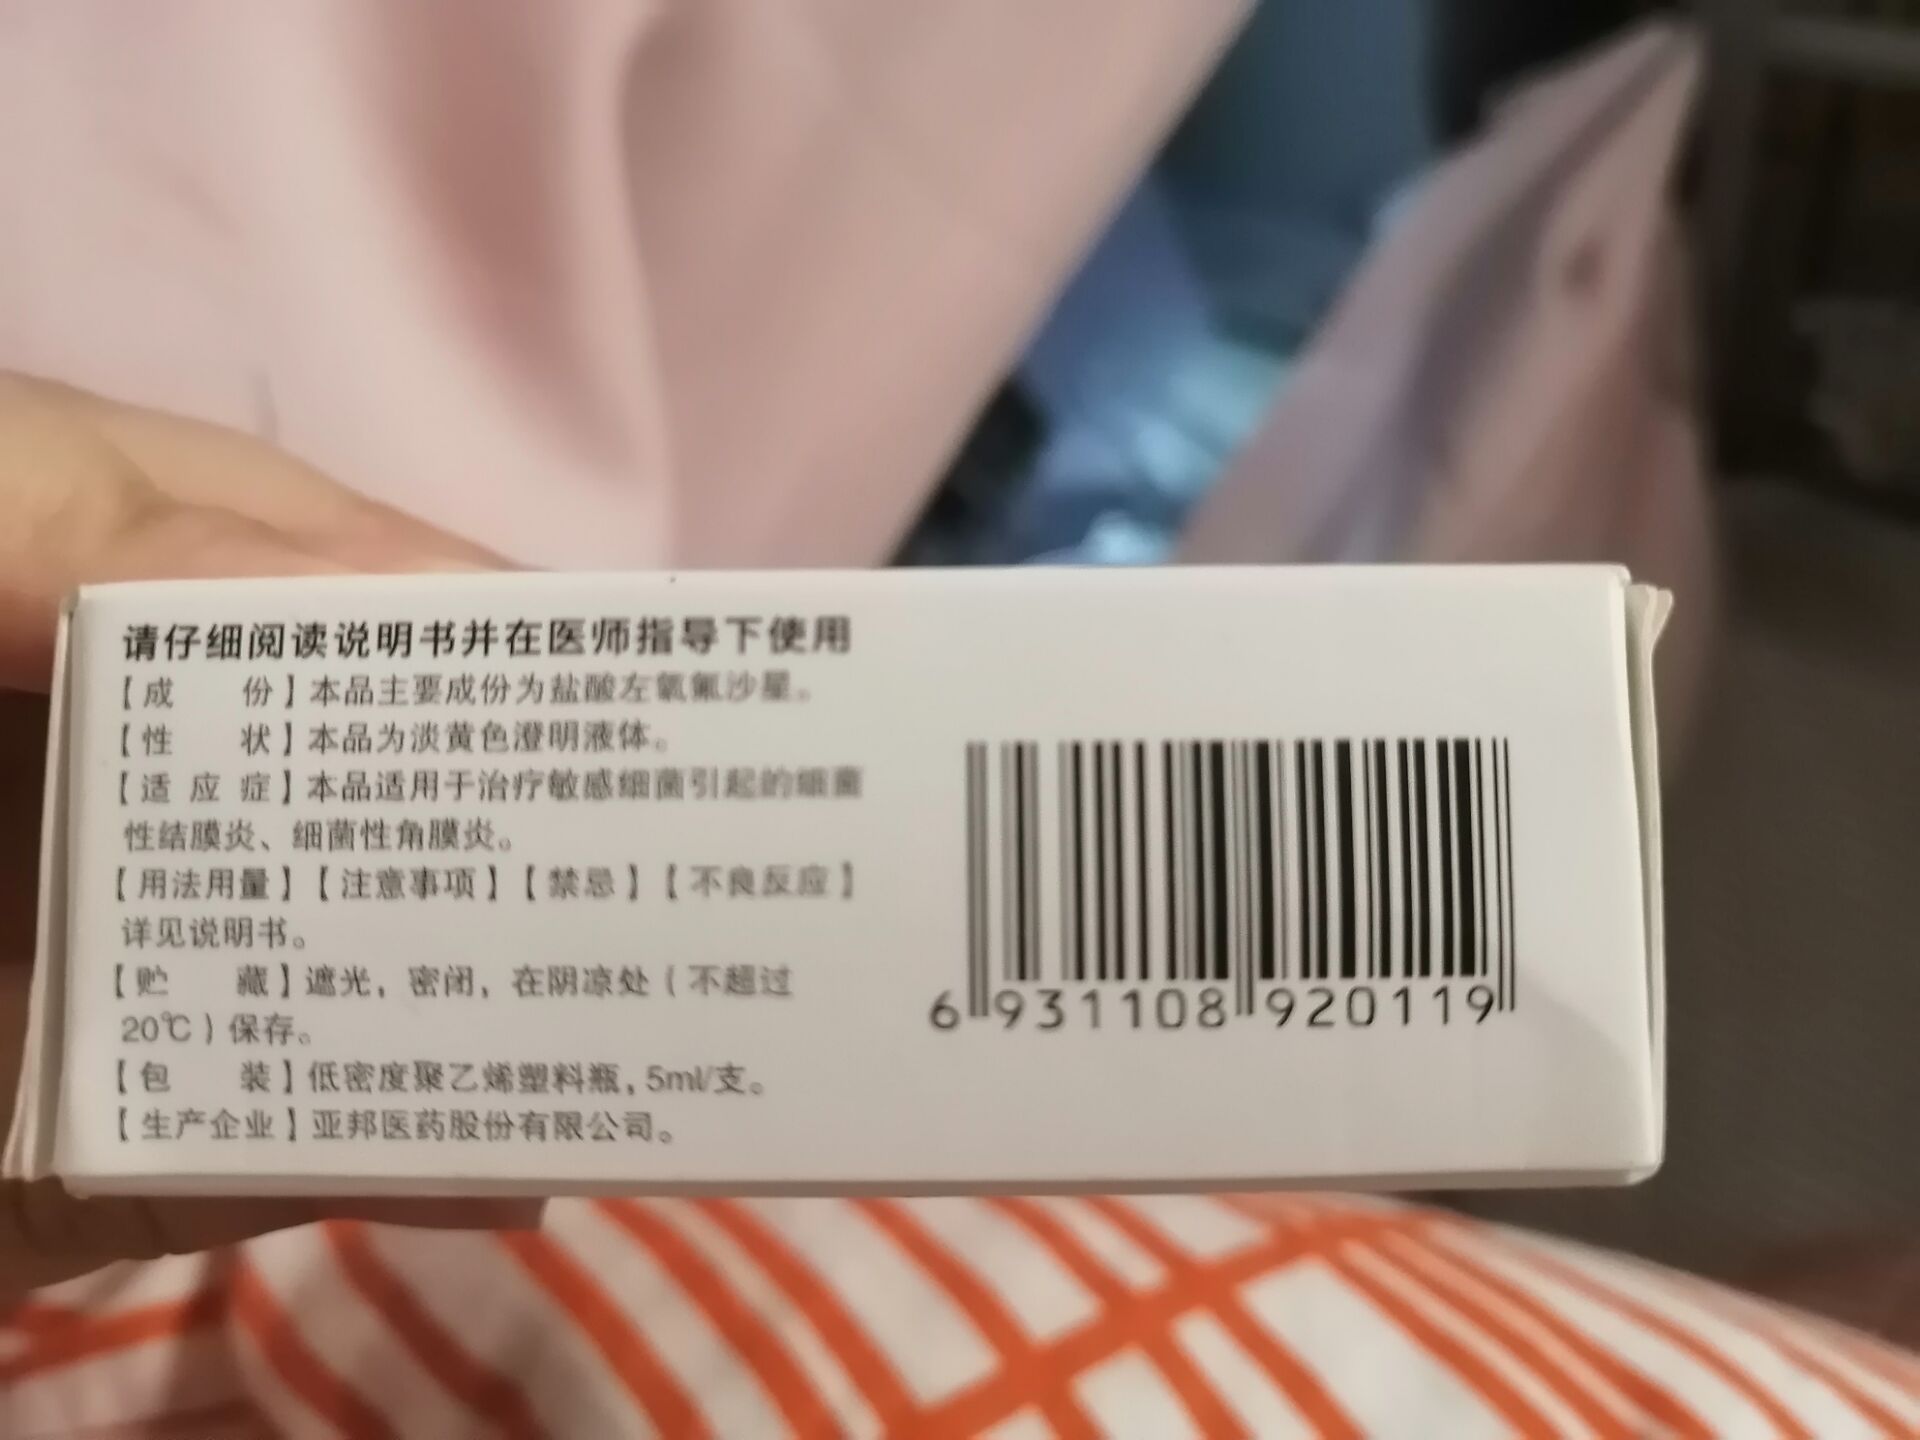 请仔细阅读说明书并在医师指导下使用
【成 份】本品主要成份为盐酸左氧氟沙星。
【性 状】本品为淡黄色澄明液体。
【适 应 症】本品适用于治疗敏感细菌引起的细菌
性结膜炎、细菌性角膜炎。
【用法用量】【注意事项】【禁忌】【不良反应】
详见说明书。
【贮 藏】遮光，密闭，在阴凉处（不超过
20℃）保存。
【包 装】低密度聚乙烯塑料瓶，5ml/支。
【生产企业】亚邦医药股份有限公司。
6 931108 920119